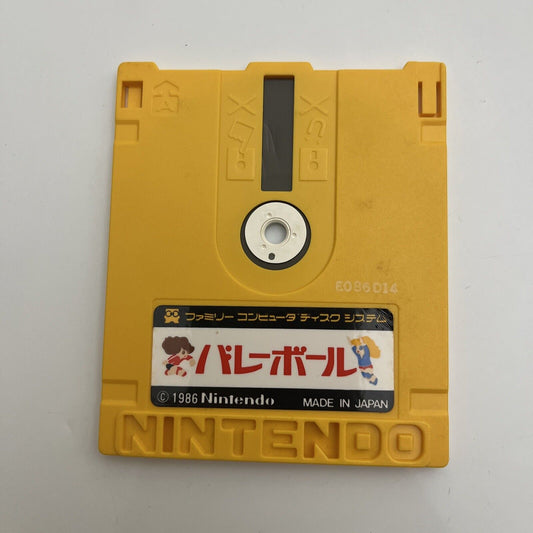 E086D14
ファミリー コンピュータ ディスク システム
バレーボール
© 1986 Nintendo MADE IN JAPAN
NINTENDO